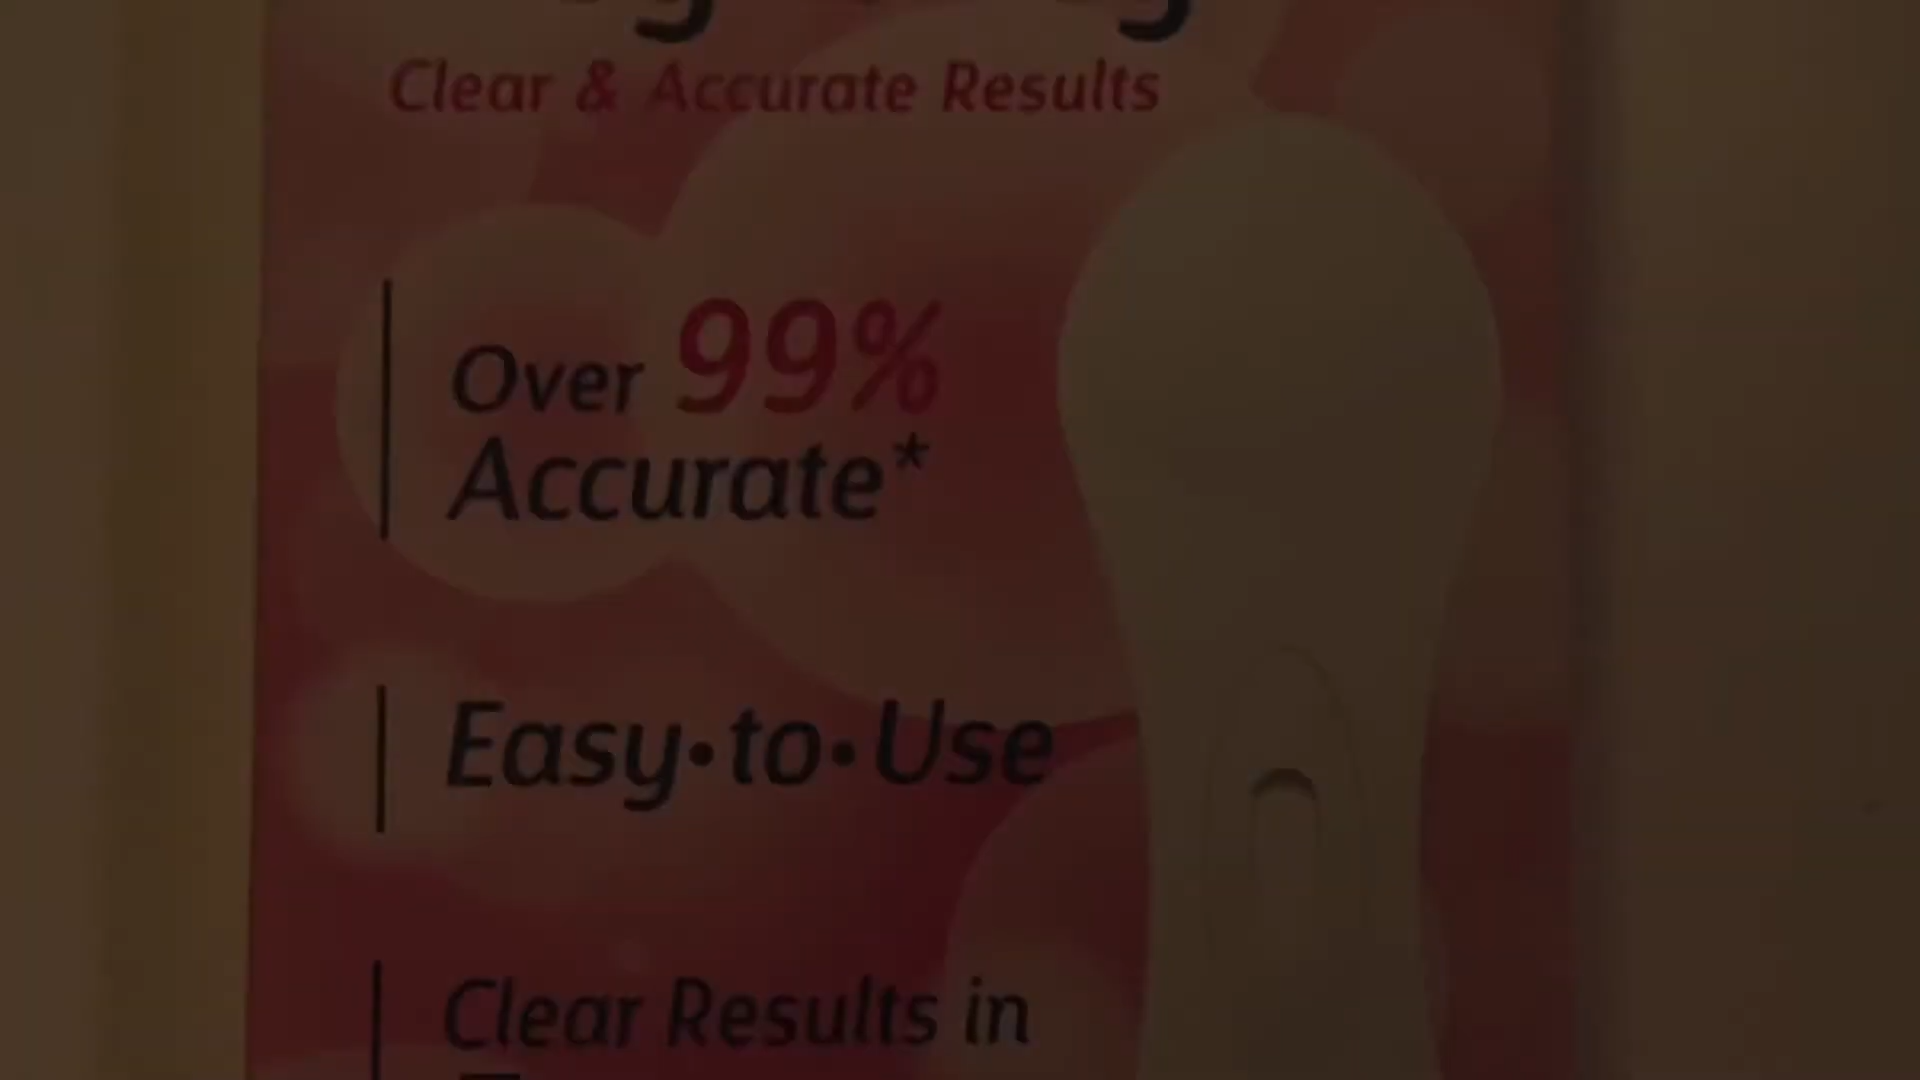 Clear & Accurate Results
Over 99%
Accurate*
Easy•to•Use
Clear Results in